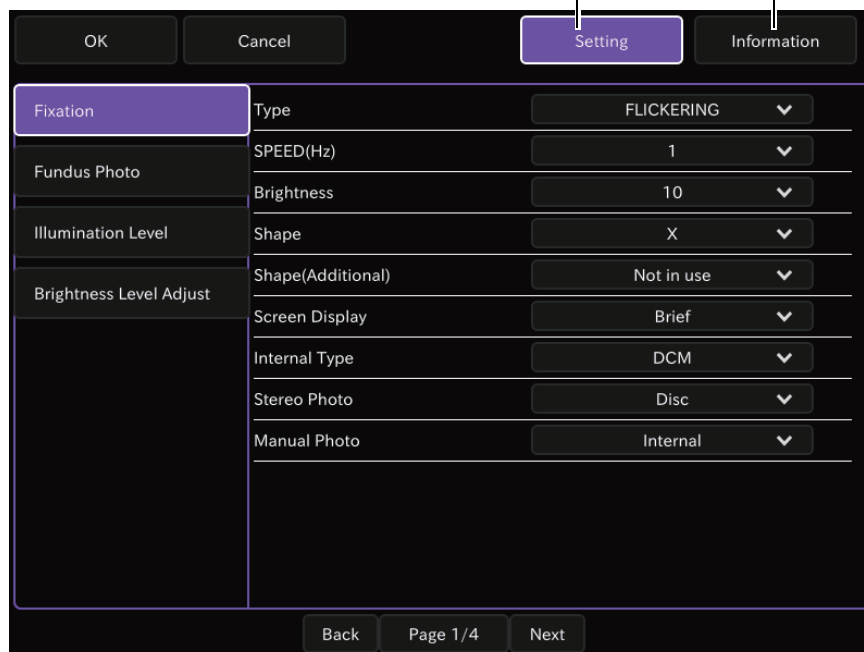 OK Cancel Setting Information
Fixation
Fundus Photo
Illumination Level
Brightness Level Adjust
Type FLICKERING
SPEED(Hz) 1
Brightness 10
Shape X
Shape(Additional) Not in use
Screen Display Brief
Internal Type DCM
Stereo Photo Disc
Manual Photo Internal
Back Page 1/4 Next